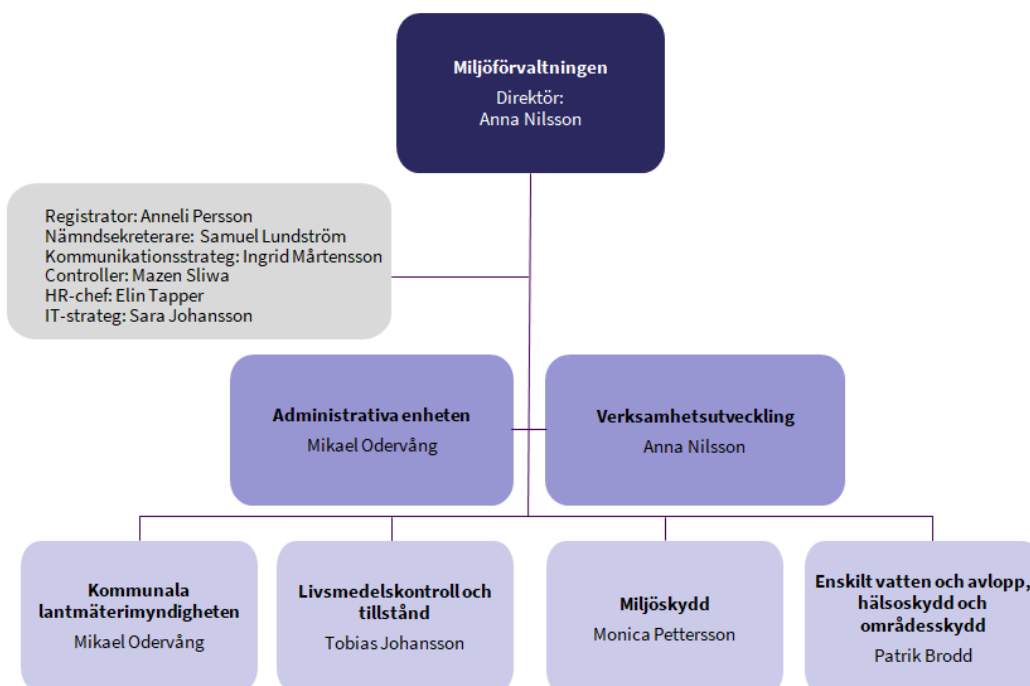 Miljöförvaltningen
Direktör:
Anna Nilsson
Registrator: Anneli Persson
Nämndsekreterare: Samuel Lundström
Kommunikationsstrateg: Ingrid Mårtensson
Controller: Mazen Sliwa
HR-chef: Elin Tapper
IT-strateg: Sara Johansson
Administrativa enheten
Mikael Odervång
Verksamhetsutveckling
Anna Nilsson
Kommunala
lantmäterimyndigheten
Mikael Odervång
Livsmedelskontroll och
tillstånd
Tobias Johansson
Miljöskydd
Monica Pettersson
Enskilt vatten och avlopp,
hälsoskydd och
områdesskydd
Patrik Brodd